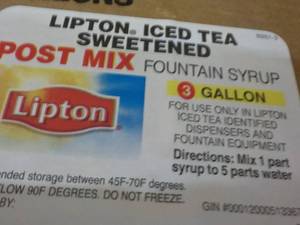 LIPTON® ICED TEA
SWEETENED
POST MIX FOUNTAIN SYRUP
3 GALLON
Lipton
FOR USE ONLY IN LIPTON
ICED TEA IDENTIFIED
DISPENSERS AND
FOUNTAIN EQUIPMENT
Directions: Mix 1 part
syrup to 5 parts water
nded storage between 45F-70F degrees.
LOW 90F DEGREES. DO NOT FREEZE.
BY: